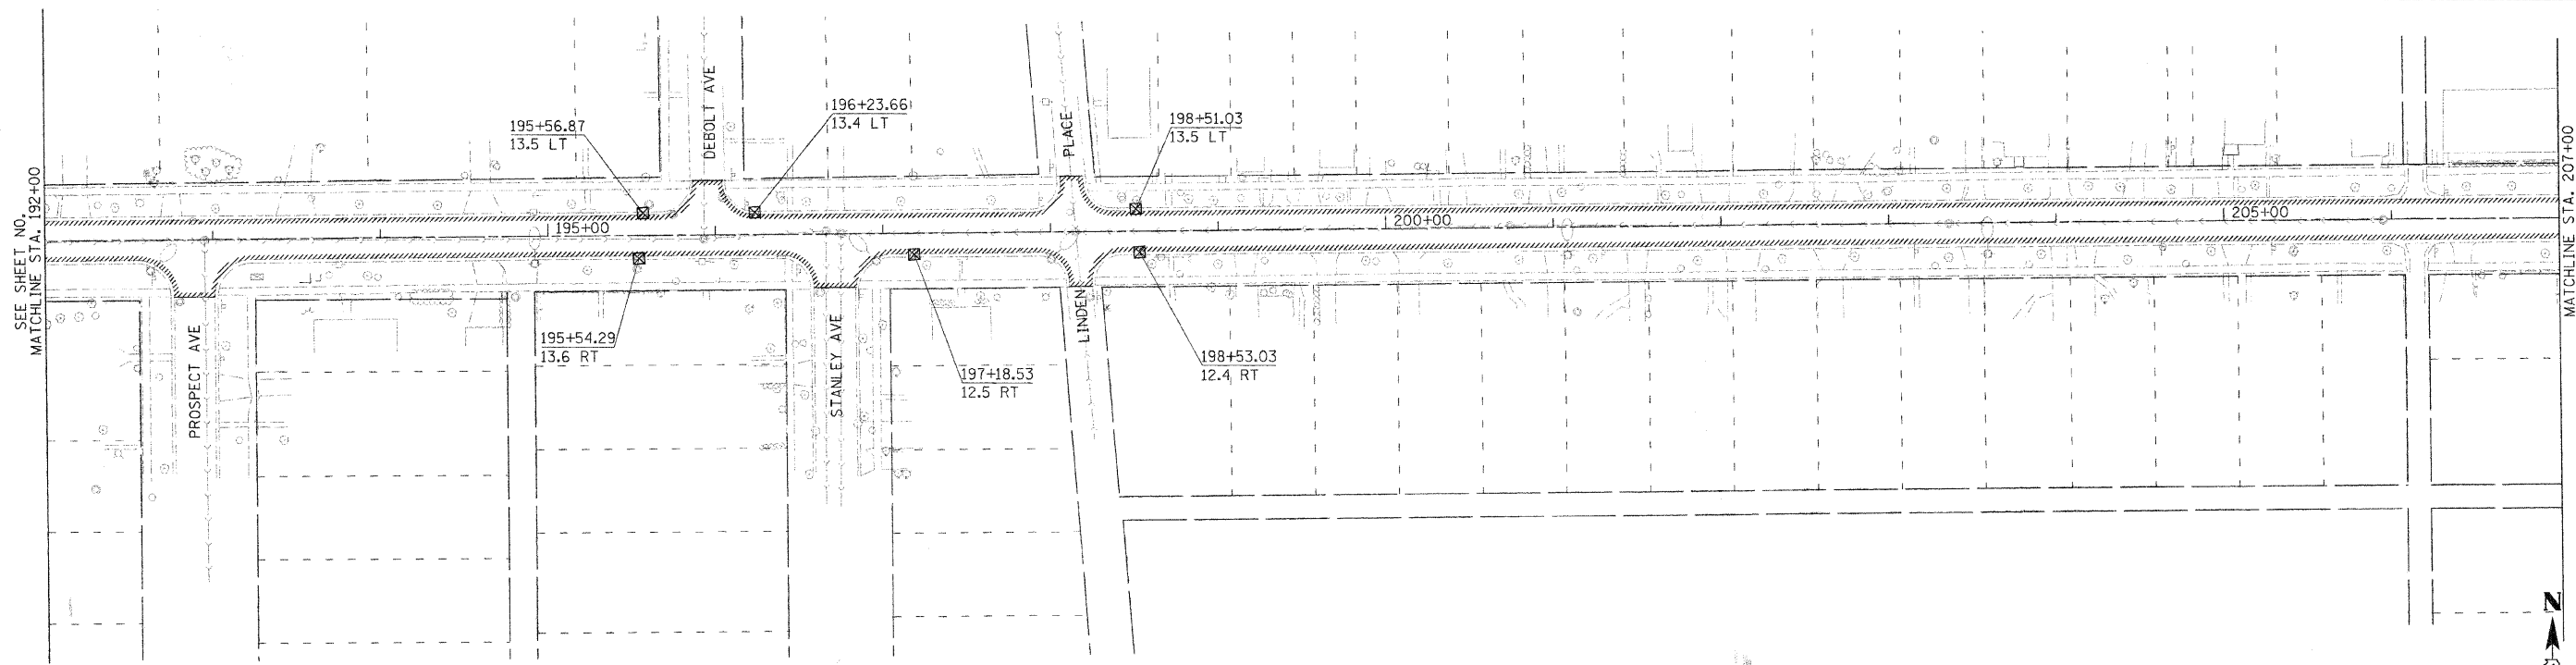 SEE SHEET NO.
MATCHLINE STA. 192+00
DEBOLT AVE
196+23.66
13.4 LT
195+56.87
13.5 LT
PLACE
198+51.03
13.5 LT
195+00
200+00
205+00
MATCHLINE STA. 207+00
PROSPECT AVE
195+54.29
13.6 RT
STANLEY AVE
197+18.53
12.5 RT
LINDEN
198+53.03
12.4 RT
N